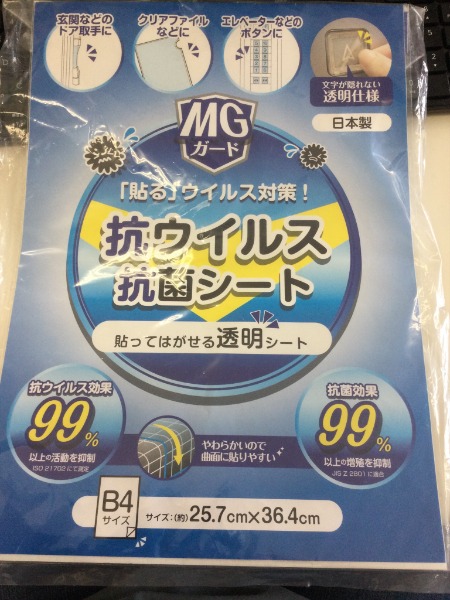 玄関などの
ドア取手に
クリアファイル
などに
エレベーターなどの
ボタンに
文字が隠れない
透明仕様
日本製
MG
ガード
「貼る」ウイルス対策!
抗ウイルス
抗菌シート
貼ってはがせる透明シート
抗ウイルス効果
99%
以上の活動を抑制
ISO 21702にて測定
やわらかいので
曲面に貼りやすい
抗菌効果
99%
以上の増殖を抑制
JIS Z 2801に適合
B4
サイズ
サイズ:(約)25.7cm×36.4cm